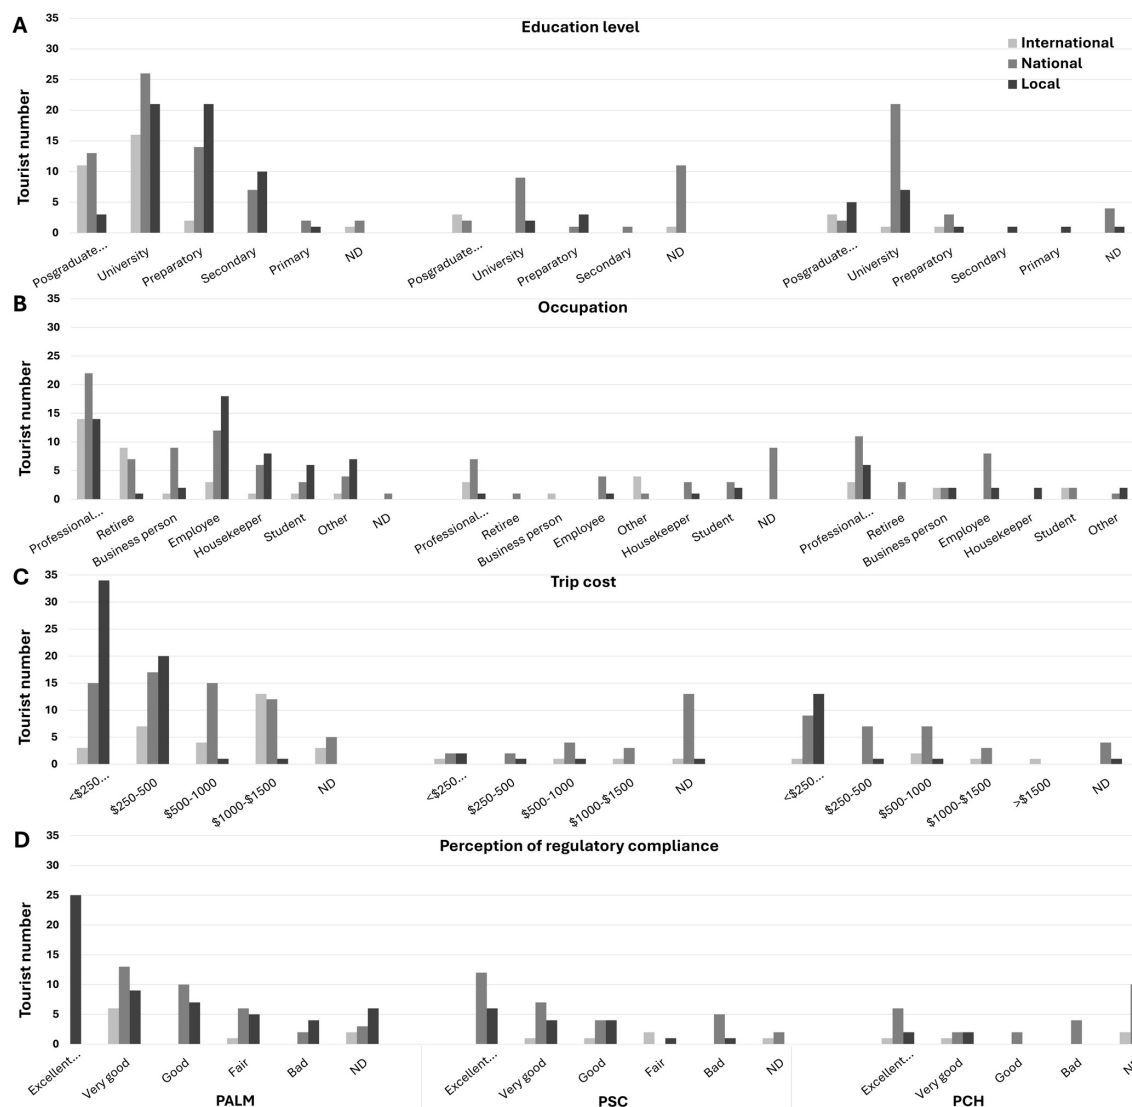 A
Education level
International
National
Local
Tourist number
35
30
25
20
15
10
5
0
Posgraduate...
University
Preparatory
Secondary
Primary
ND
Posgraduate...
University
Preparatory
Secondary
ND
Posgraduate...
University
Preparatory
Secondary
Primary
ND
B
Occupation
Tourist number
35
30
25
20
15
10
5
0
Professional...
Retiree
Business person
Employee
Housekeeper
Student
Other
ND
Professional...
Retiree
Business person
Employee
Other
Housekeeper
Student
ND
Professional...
Retiree
Business person
Employee
Housekeeper
Student
Other
C
Trip cost
Tourist number
35
30
25
20
15
10
5
0
<$250...
$250-500
$500-1000
$1000-$1500
ND
<$250...
$250-500
$500-1000
$1000-$1500
ND
<$250...
$250-500
$500-1000
$1000-$1500
>$1500
ND
D
Perception of regulatory compliance
Tourist number
35
30
25
20
15
10
5
0
Excellent...
Very good
Good
Fair
Bad
ND
Excellent...
Very good
Good
Fair
Bad
ND
Excellent...
Very good
Good
Bad
PALM
PSC
PCH